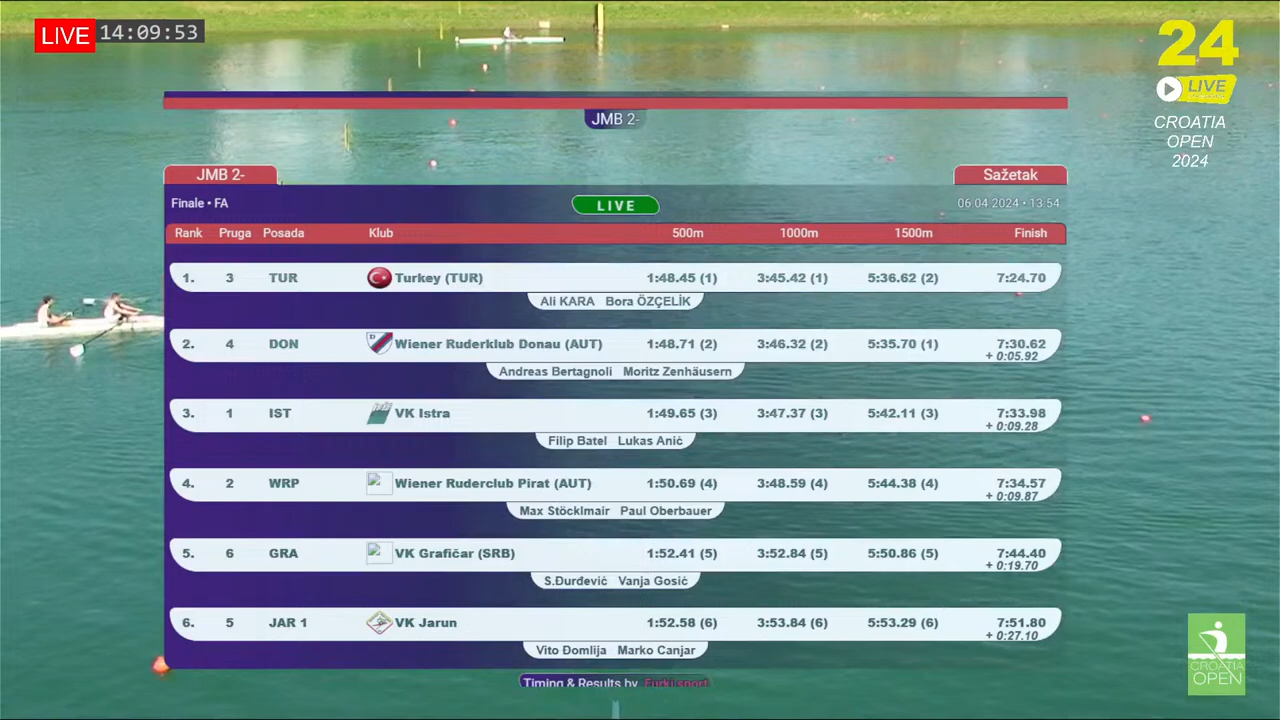 LIVE 14:09:53
24
LIVE
CROATIA
OPEN
2024
JMB 2-
JMB 2- Sažetak
Finale • FA LIVE 06 04 2024 • 13:54
Rank Pruga Posada Klub 500m 1000m 1500m Finish
1. 3 TUR Turkey (TUR) 1:48.45 (1) 3:45.42 (1) 5:36.62 (2) 7:24.70
Ali KARA Bora ÖZÇELİK
2. 4 DON Wiener Ruderklub Donau (AUT) 1:48.71 (2) 3:46.32 (2) 5:35.70 (1) 7:30.62
+ 0:05.92
Andreas Bertagnoli Moritz Zenhäusern
3. 1 IST VK Istra 1:49.65 (3) 3:47.37 (3) 5:42.11 (3) 7:33.98
+ 0:09.28
Filip Batel Lukas Anić
4. 2 WRP Wiener Ruderclub Pirat (AUT) 1:50.69 (4) 3:48.59 (4) 5:44.38 (4) 7:34.57
+ 0:09.87
Max Stöcklmair Paul Oberbauer
5. 6 GRA VK Grafičar (SRB) 1:52.41 (5) 3:52.84 (5) 5:50.86 (5) 7:44.40
+ 0:19.70
S.Đurđević Vanja Gosić
6. 5 JAR 1 VK Jarun 1:52.58 (6) 3:53.84 (6) 5:53.29 (6) 7:51.80
+ 0:27.10
Vito Đomlija Marko Canjar
Timing & Results by Furki.sport
CROATIA
OPEN